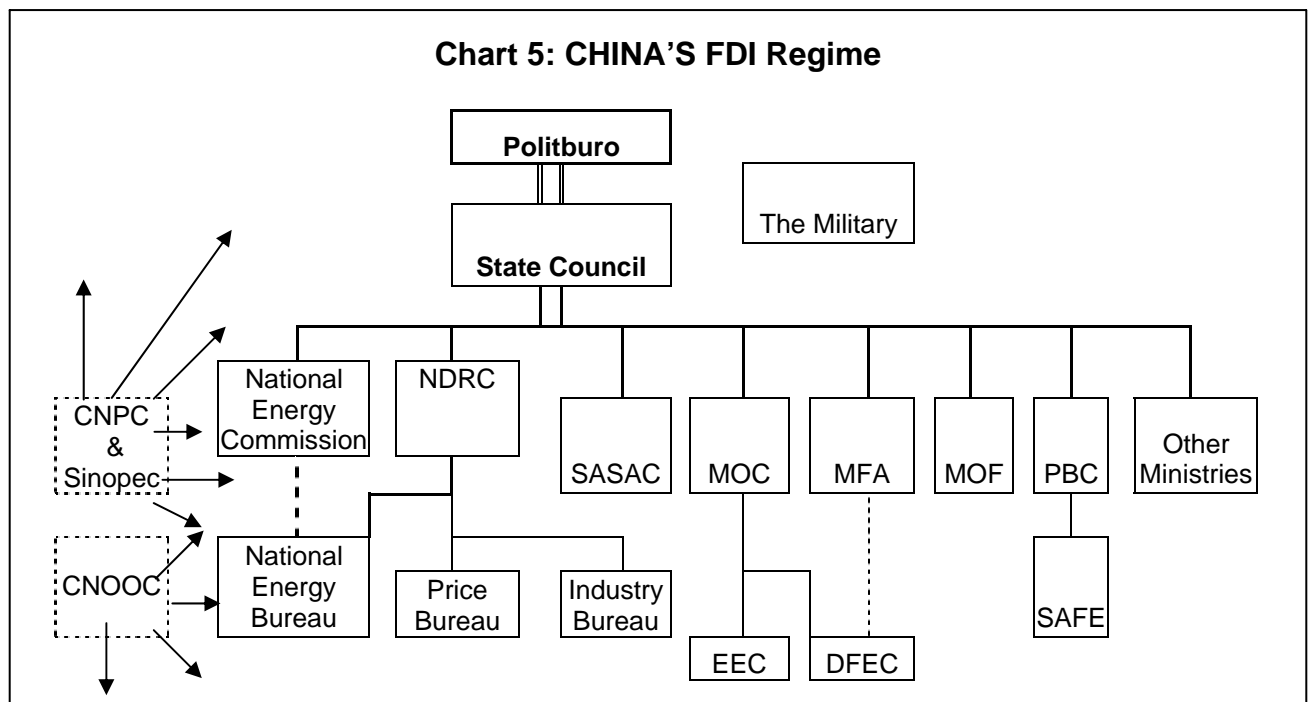 Chart 5: CHINA'S FDI Regime
Politburo
The Military
State Council
National
Energy
Commission
NDRC
CNPC
&
Sinopec
SASAC
MOC
MFA
MOF
PBC
Other
Ministries
CNOOC
National
Energy
Bureau
Price
Bureau
Industry
Bureau
SAFE
EEC
DFEC